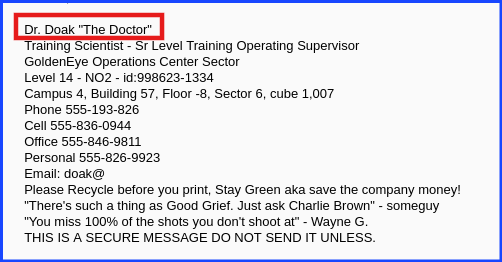 Dr. Doak "The Doctor"
Training Scientist - Sr Level Training Operating Supervisor
GoldenEye Operations Center Sector
Level 14 - NO2 - id:998623-1334
Campus 4, Building 57, Floor -8, Sector 6, cube 1,007
Phone 555-193-826
Cell 555-836-0944
Office 555-846-9811
Personal 555-826-9923
Email: doak@
Please Recycle before you print, Stay Green aka save the company money!
"There's such a thing as Good Grief. Just ask Charlie Brown" - someguy
"You miss 100% of the shots you don't shoot at" - Wayne G.
THIS IS A SECURE MESSAGE DO NOT SEND IT UNLESS.